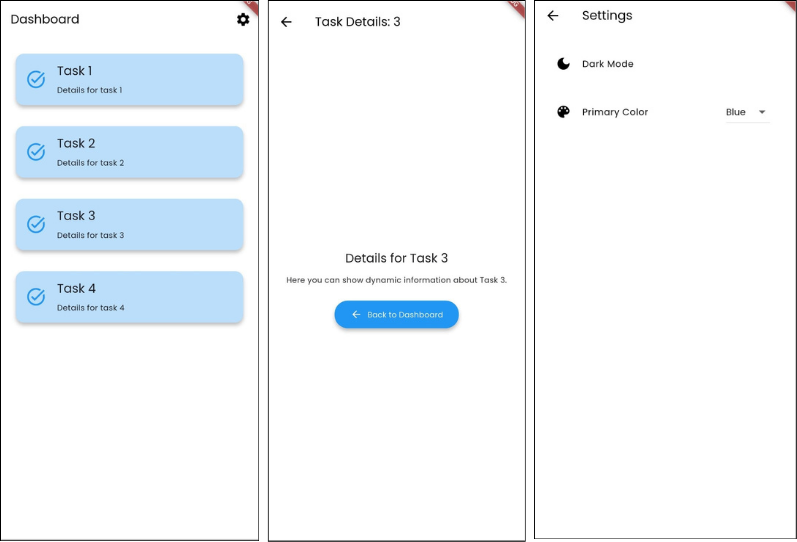 Dashboard
Task 1
Details for task 1
Task 2
Details for task 2
Task 3
Details for task 3
Task 4
Details for task 4
Task Details: 3
Details for Task 3
Here you can show dynamic information about Task 3.
Back to Dashboard
Settings
Dark Mode
Primary Color
Blue